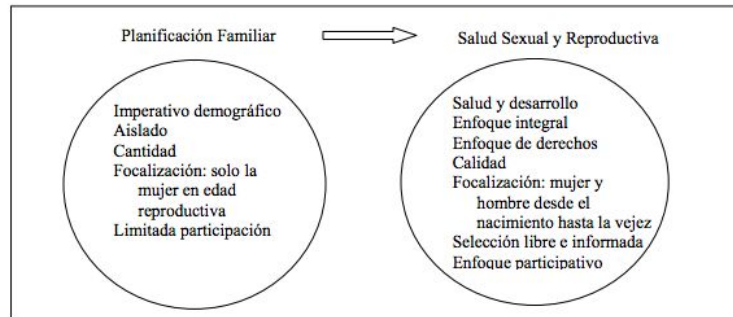 Planificación Familiar
Salud Sexual y Reproductiva
Imperativo demográfico
Aislado
Cantidad
Focalización: solo la
mujer en edad
reproductiva
Limitada participación
Salud y desarrollo
Enfoque integral
Enfoque de derechos
Calidad
Focalización: mujer y
hombre desde el
nacimiento hasta la vejez
Selección libre e informada
Enfoque participativo